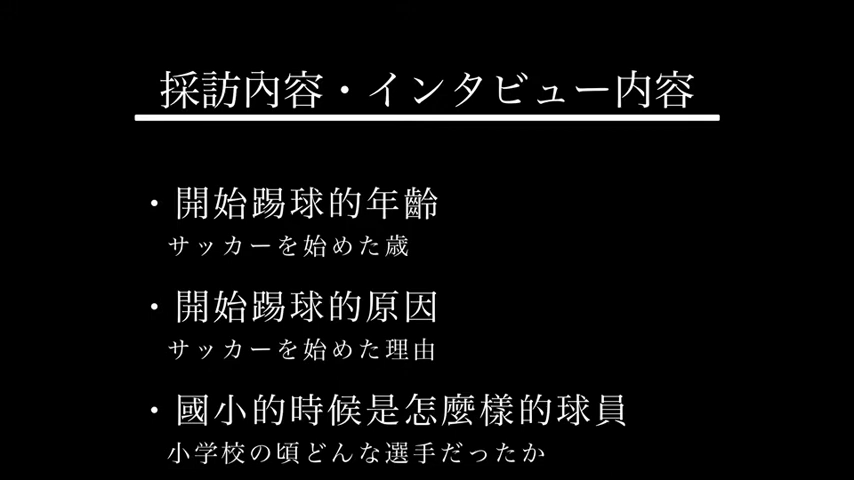 採訪內容・インタビュー内容
・開始踢球的年齡
サッカーを始めた歳
・開始踢球的原因
サッカーを始めた理由
・國小的時候是怎麼樣的球員
小学校の頃どんな選手だったか